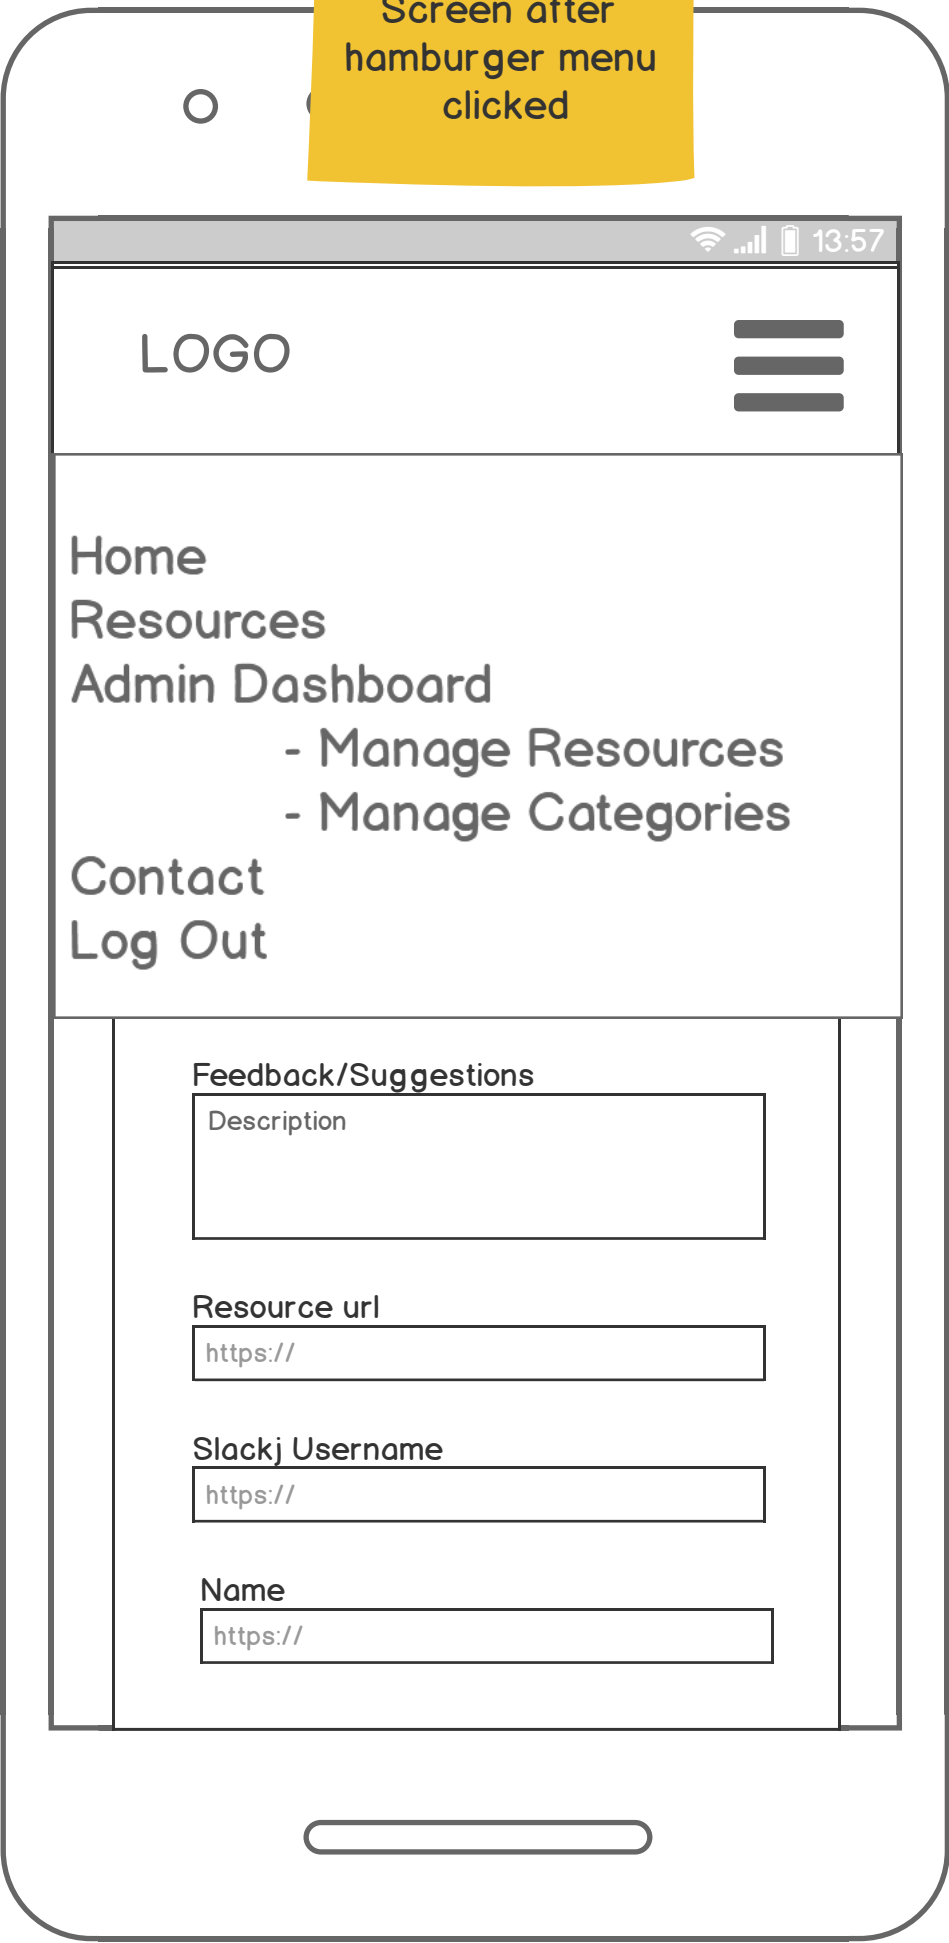 Screen after
hamburger menu
clicked
13:57
LOGO
Home
Resources
Admin Dashboard
- Manage Resources
- Manage Categories
Contact
Log Out
Feedback/Suggestions
Description
Resource url
https://
Slackj Username
https://
Name
https://